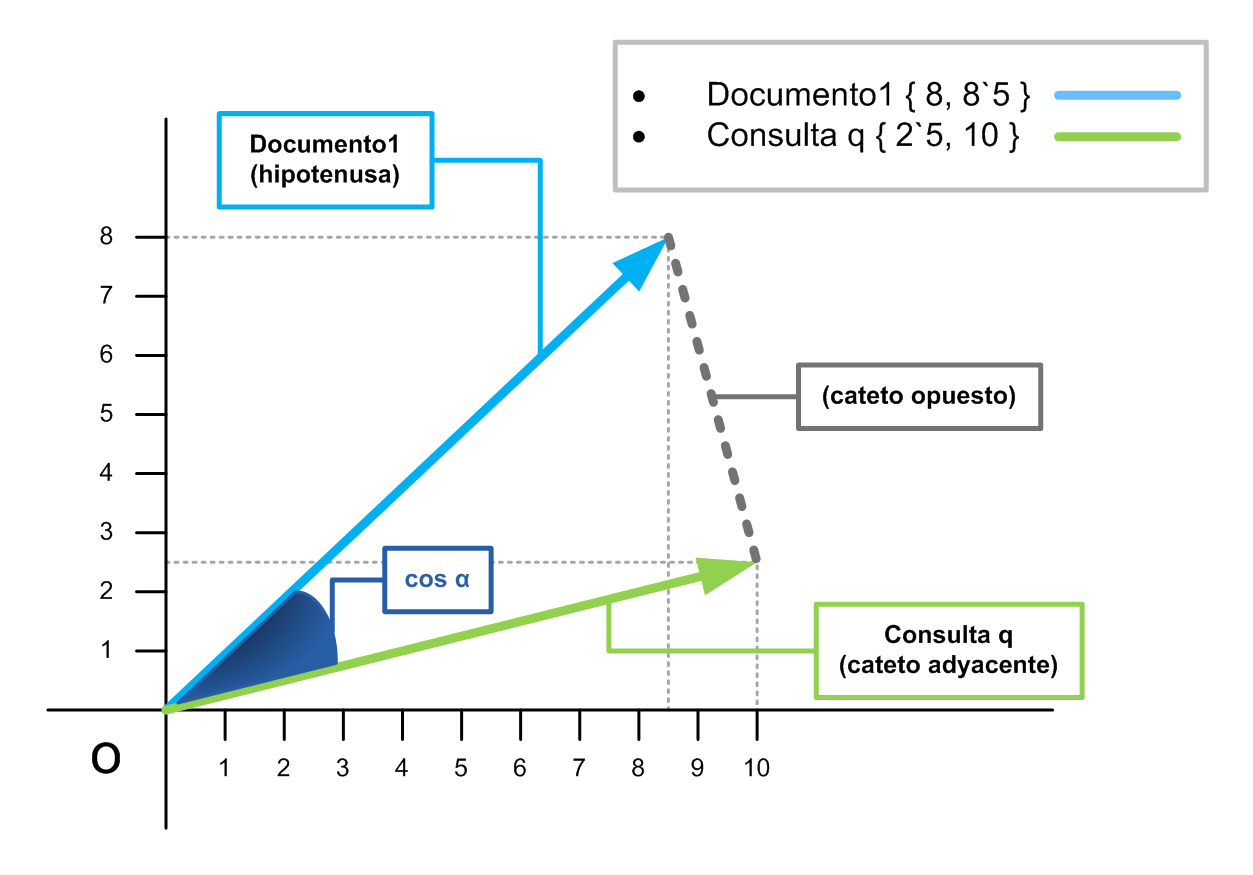 • Documento1 { 8, 8`5 }
• Consulta q { 2`5, 10 }
Documento1
(hipotenusa)
8
7
6
(cateto opuesto)
5
4
3
cos α
2
Consulta q
(cateto adyacente)
1
O
1 2 3 4 5 6 7 8 9 10